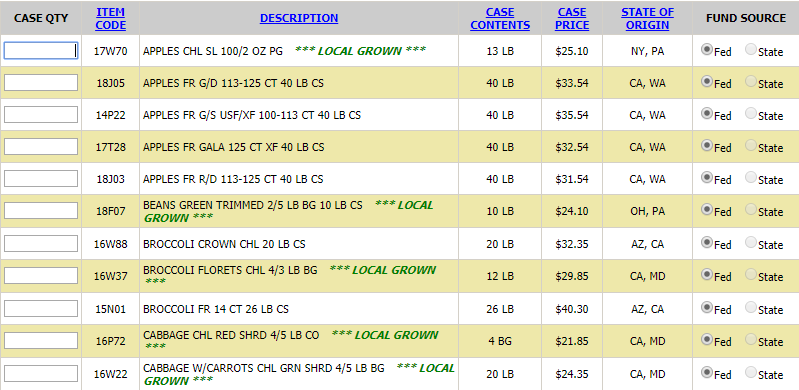 CASE QTY ITEM CODE DESCRIPTION CASE CONTENTS CASE PRICE STATE OF ORIGIN FUND SOURCE
17W70 APPLES CHL SL 100/2 OZ PG *** LOCAL GROWN *** 13 LB $25.10 NY, PA Fed State
18J05 APPLES FR G/D 113-125 CT 40 LB CS 40 LB $33.54 CA, WA Fed State
14P22 APPLES FR G/S USF/XF 100-113 CT 40 LB CS 40 LB $35.54 CA, WA Fed State
17T28 APPLES FR GALA 125 CT XF 40 LB CS 40 LB $32.54 CA, WA Fed State
18J03 APPLES FR R/D 113-125 CT 40 LB CS 40 LB $31.54 CA, WA Fed State
18F07 BEANS GREEN TRIMMED 2/5 LB BG 10 LB CS *** LOCAL GROWN *** 10 LB $24.10 OH, PA Fed State
16W88 BROCCOLI CROWN CHL 20 LB CS 20 LB $32.35 AZ, CA Fed State
16W37 BROCCOLI FLORETS CHL 4/3 LB BG *** LOCAL GROWN *** 12 LB $29.85 CA, MD Fed State
15N01 BROCCOLI FR 14 CT 26 LB CS 26 LB $40.30 AZ, CA Fed State
16P72 CABBAGE CHL RED SHRD 4/5 LB CO *** LOCAL GROWN *** 4 BG $21.85 CA, MD Fed State
16W22 CABBAGE W/CARROTS CHL GRN SHRD 4/5 LB BG *** LOCAL GROWN *** 20 LB $24.35 CA, MD Fed State